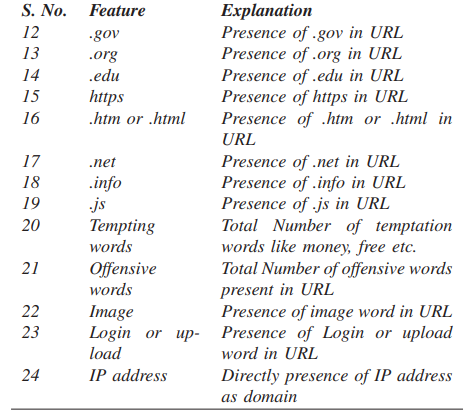 S. No. Feature Explanation
12 .gov Presence of .gov in URL
13 .org Presence of .org in URL
14 .edu Presence of .edu in URL
15 https Presence of https in URL
16 .htm or .html Presence of .htm or .html in
URL
17 .net Presence of .net in URL
18 .info Presence of .info in URL
19 .js Presence of .js in URL
20 Tempting Total Number of temptation
words words like money, free etc.
21 Offensive Total Number of offensive words
words present in URL
22 Image Presence of image word in URL
23 Login or up- Presence of Login or upload
load word in URL
24 IP address Directly presence of IP address
as domain